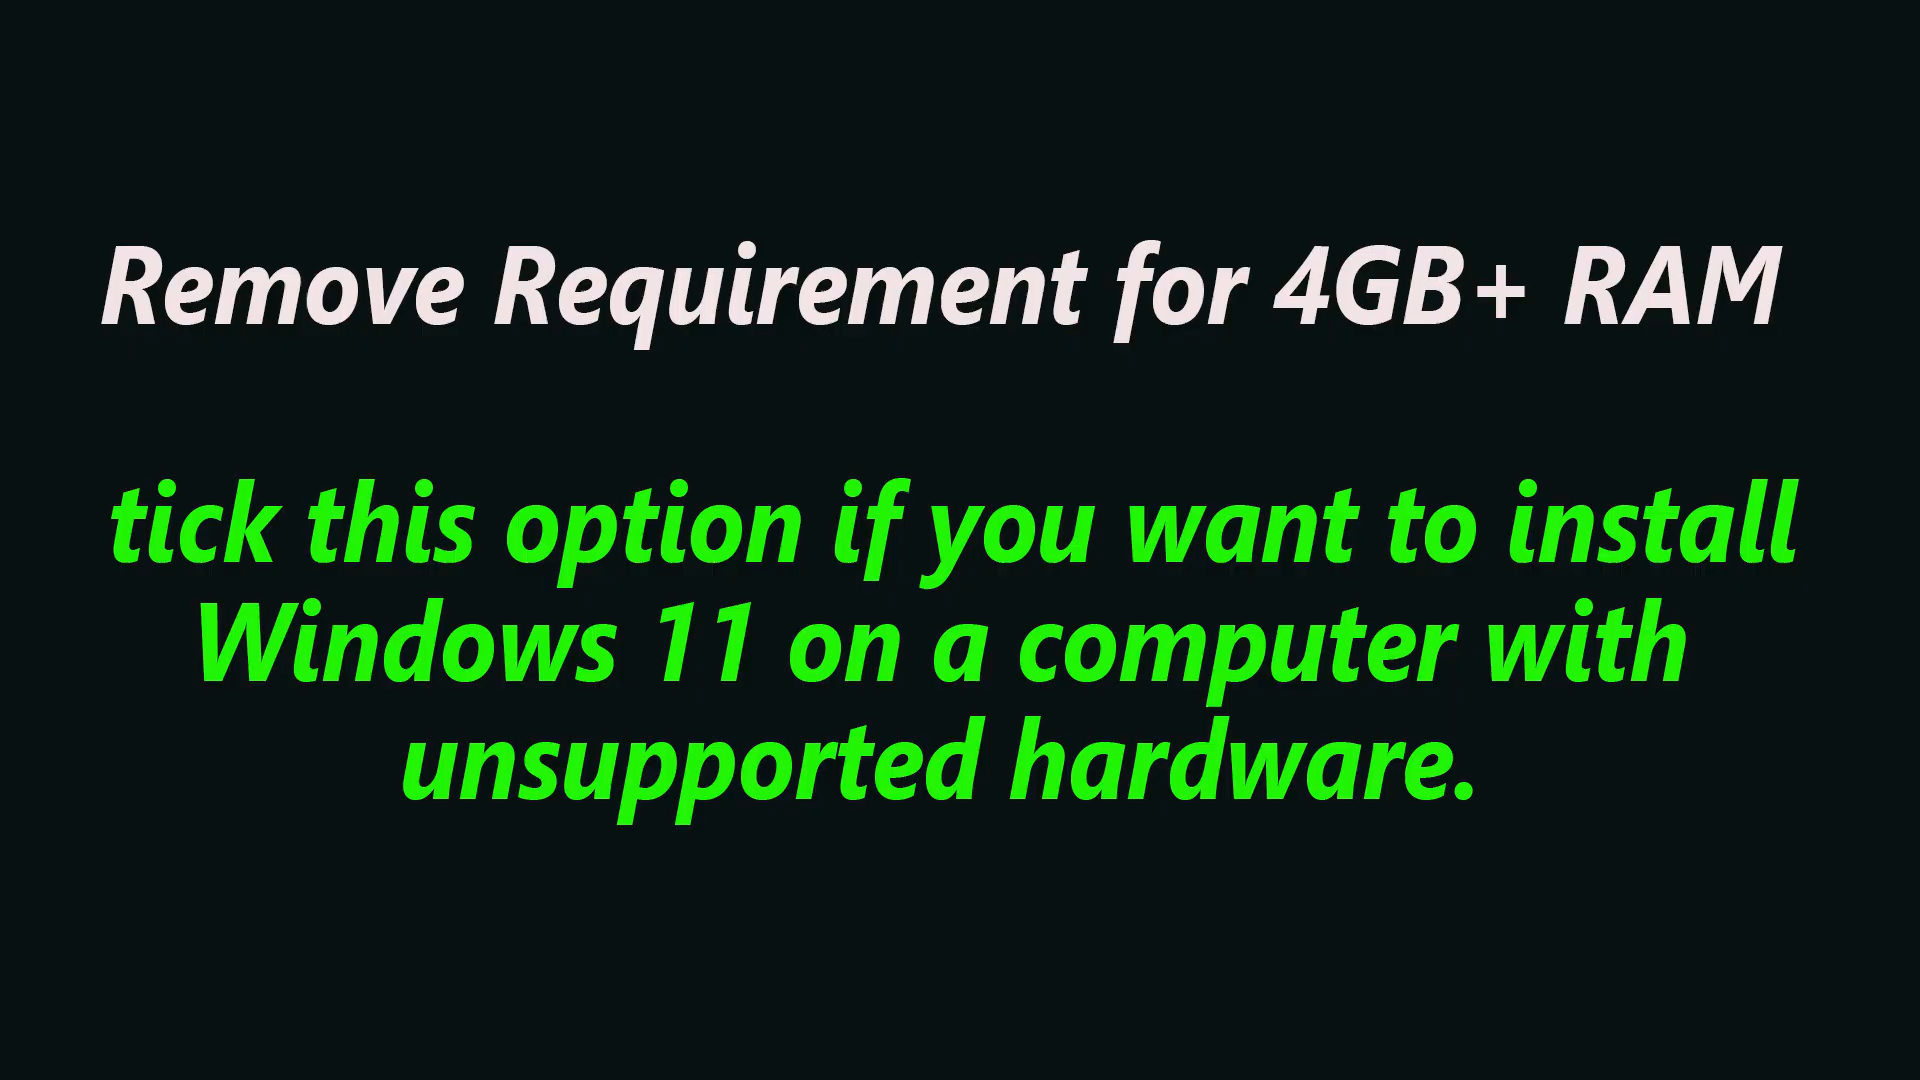 Remove Requirement for 4GB+ RAM
tick this option if you want to install
Windows 11 on a computer with
unsupported hardware.